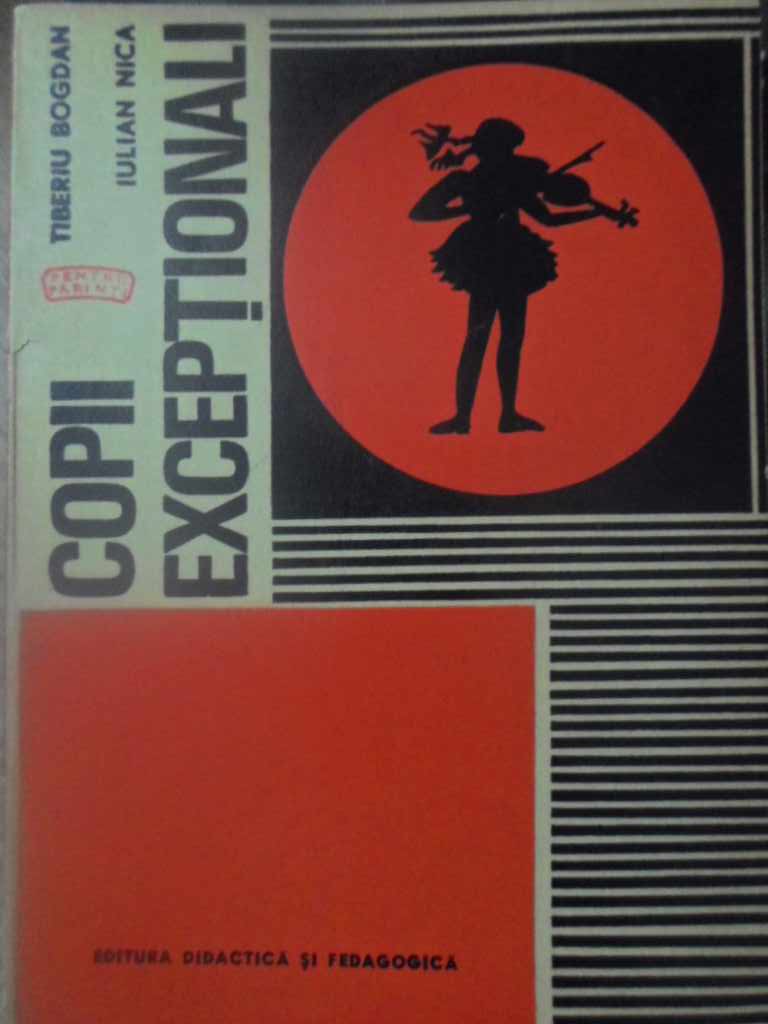 TIBERIU BOGDAN
IULIAN NICA
PENTRU
PĂRINȚI
COPII
EXCEPȚIONALI
EDITURA DIDACTICĂ ȘI PEDAGOGICĂ